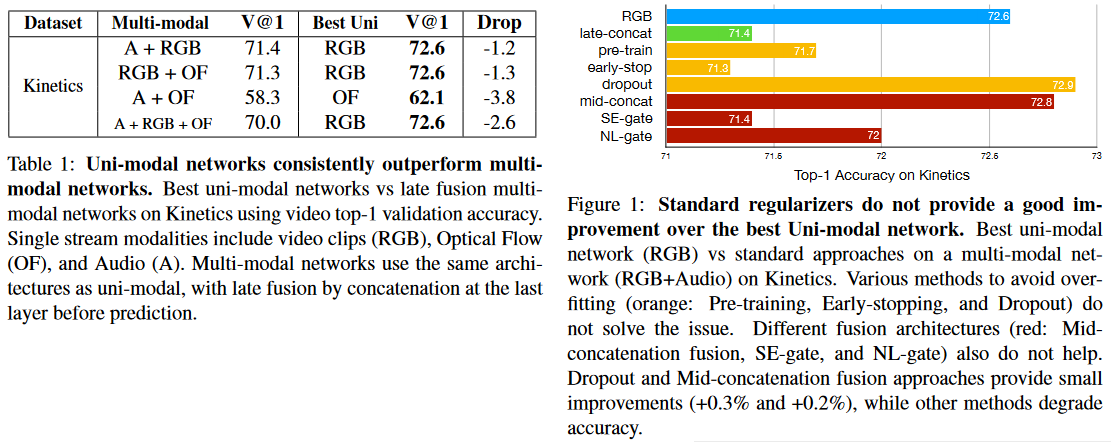 Dataset Multi-modal V@1 Best Uni V@1 Drop
Kinetics
A + RGB 71.4 RGB 72.6 -1.2
RGB + OF 71.3 RGB 72.6 -1.3
A + OF 58.3 OF 62.1 -3.8
A + RGB + OF 70.0 RGB 72.6 -2.6
Table 1: Uni-modal networks consistently outperform multi-
modal networks. Best uni-modal networks vs late fusion multi-
modal networks on Kinetics using video top-1 validation accuracy.
Single stream modalities include video clips (RGB), Optical Flow
(OF), and Audio (A). Multi-modal networks use the same archi-
tectures as uni-modal, with late fusion by concatenation at the last
layer before prediction.
RGB 72.6
late-concat 71.4
pre-train 71.7
early-stop 71.3
dropout 72.9
mid-concat 72.8
SE-gate 71.4
NL-gate 72
71 71.6 72 72.6 73
Top-1 Accuracy on Kinetics
Figure 1: Standard regularizers do not provide a good im-
provement over the best Uni-modal network. Best uni-modal
network (RGB) vs standard approaches on a multi-modal net-
work (RGB+Audio) on Kinetics. Various methods to avoid over-
fitting (orange: Pre-training, Early-stopping, and Dropout) do
not solve the issue. Different fusion architectures (red: Mid-
concatenation fusion, SE-gate, and NL-gate) also do not help.
Dropout and Mid-concatenation fusion approaches provide small
improvements (+0.3% and +0.2%), while other methods degrade
accuracy.